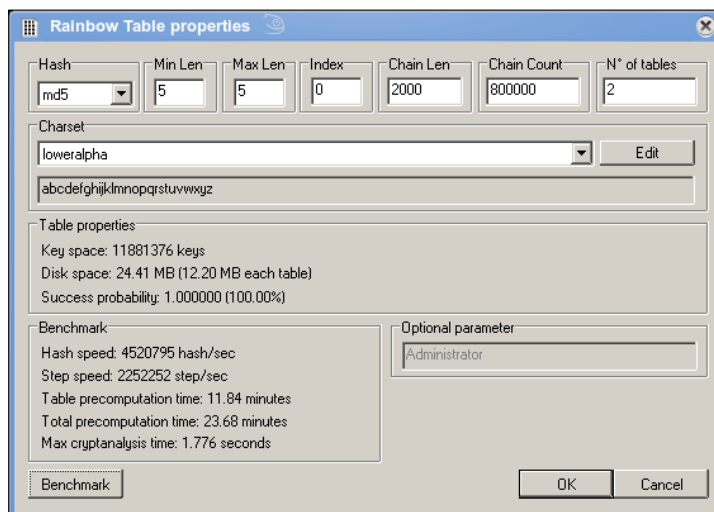 Rainbow Table properties
Hash Min Len Max Len Index Chain Len Chain Count N° of tables
md5 5 5 0 2000 800000 2
Charset
loweralpha Edit
abcdefghijklmnopqrstuvwxyz
Table properties
Key space: 11881376 keys
Disk space: 24.41 MB (12.20 MB each table)
Success probability: 1.000000 (100.00%)
Benchmark
Hash speed: 4520795 hash/sec
Step speed: 2252252 step/sec
Table precomputation time: 11.84 minutes
Total precomputation time: 23.68 minutes
Max cryptanalysis time: 1.776 seconds
Optional parameter
Administrator
Benchmark OK Cancel